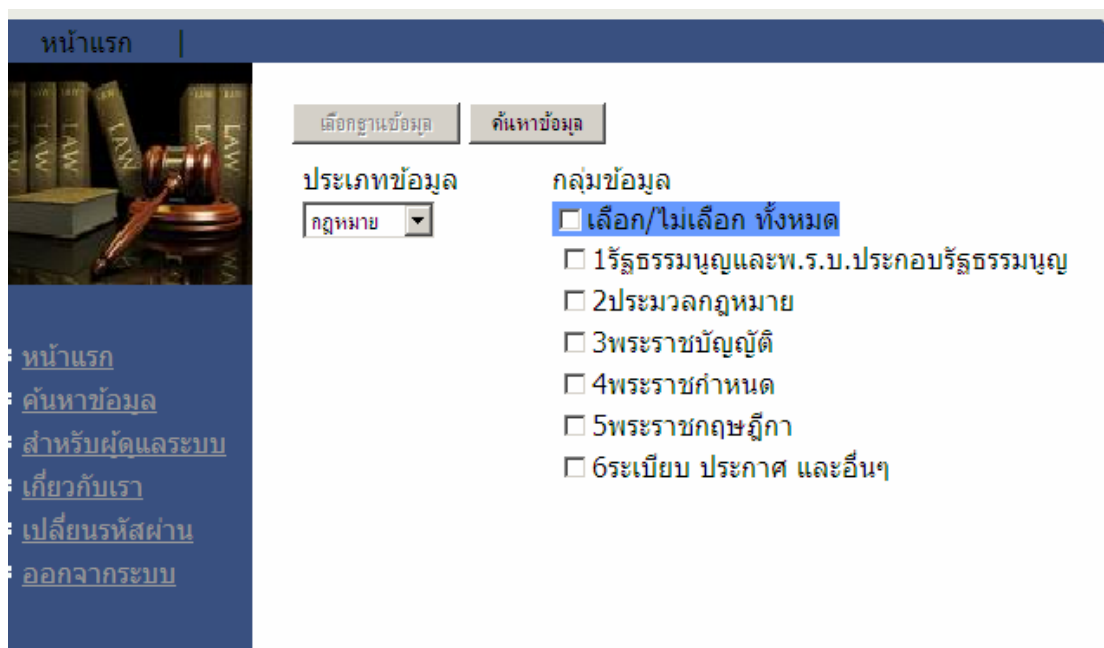 หน้าแรก |
LAW LAW LAW LAW LAW
เลือกฐานข้อมูล ค้นหาข้อมูล
ประเภทข้อมูล กลุ่มข้อมูล
กฎหมาย เลือก/ไม่เลือก ทั้งหมด
1รัฐธรรมนูญและพ.ร.บ.ประกอบรัฐธรรมนูญ
2ประมวลกฎหมาย
3พระราชบัญญัติ
4พระราชกำหนด
5พระราชกฤษฎีกา
6ระเบียบ ประกาศ และอื่นๆ
หน้าแรก
ค้นหาข้อมูล
สำหรับผู้ดูแลระบบ
เกี่ยวกับเรา
เปลี่ยนรหัสผ่าน
ออกจากระบบ